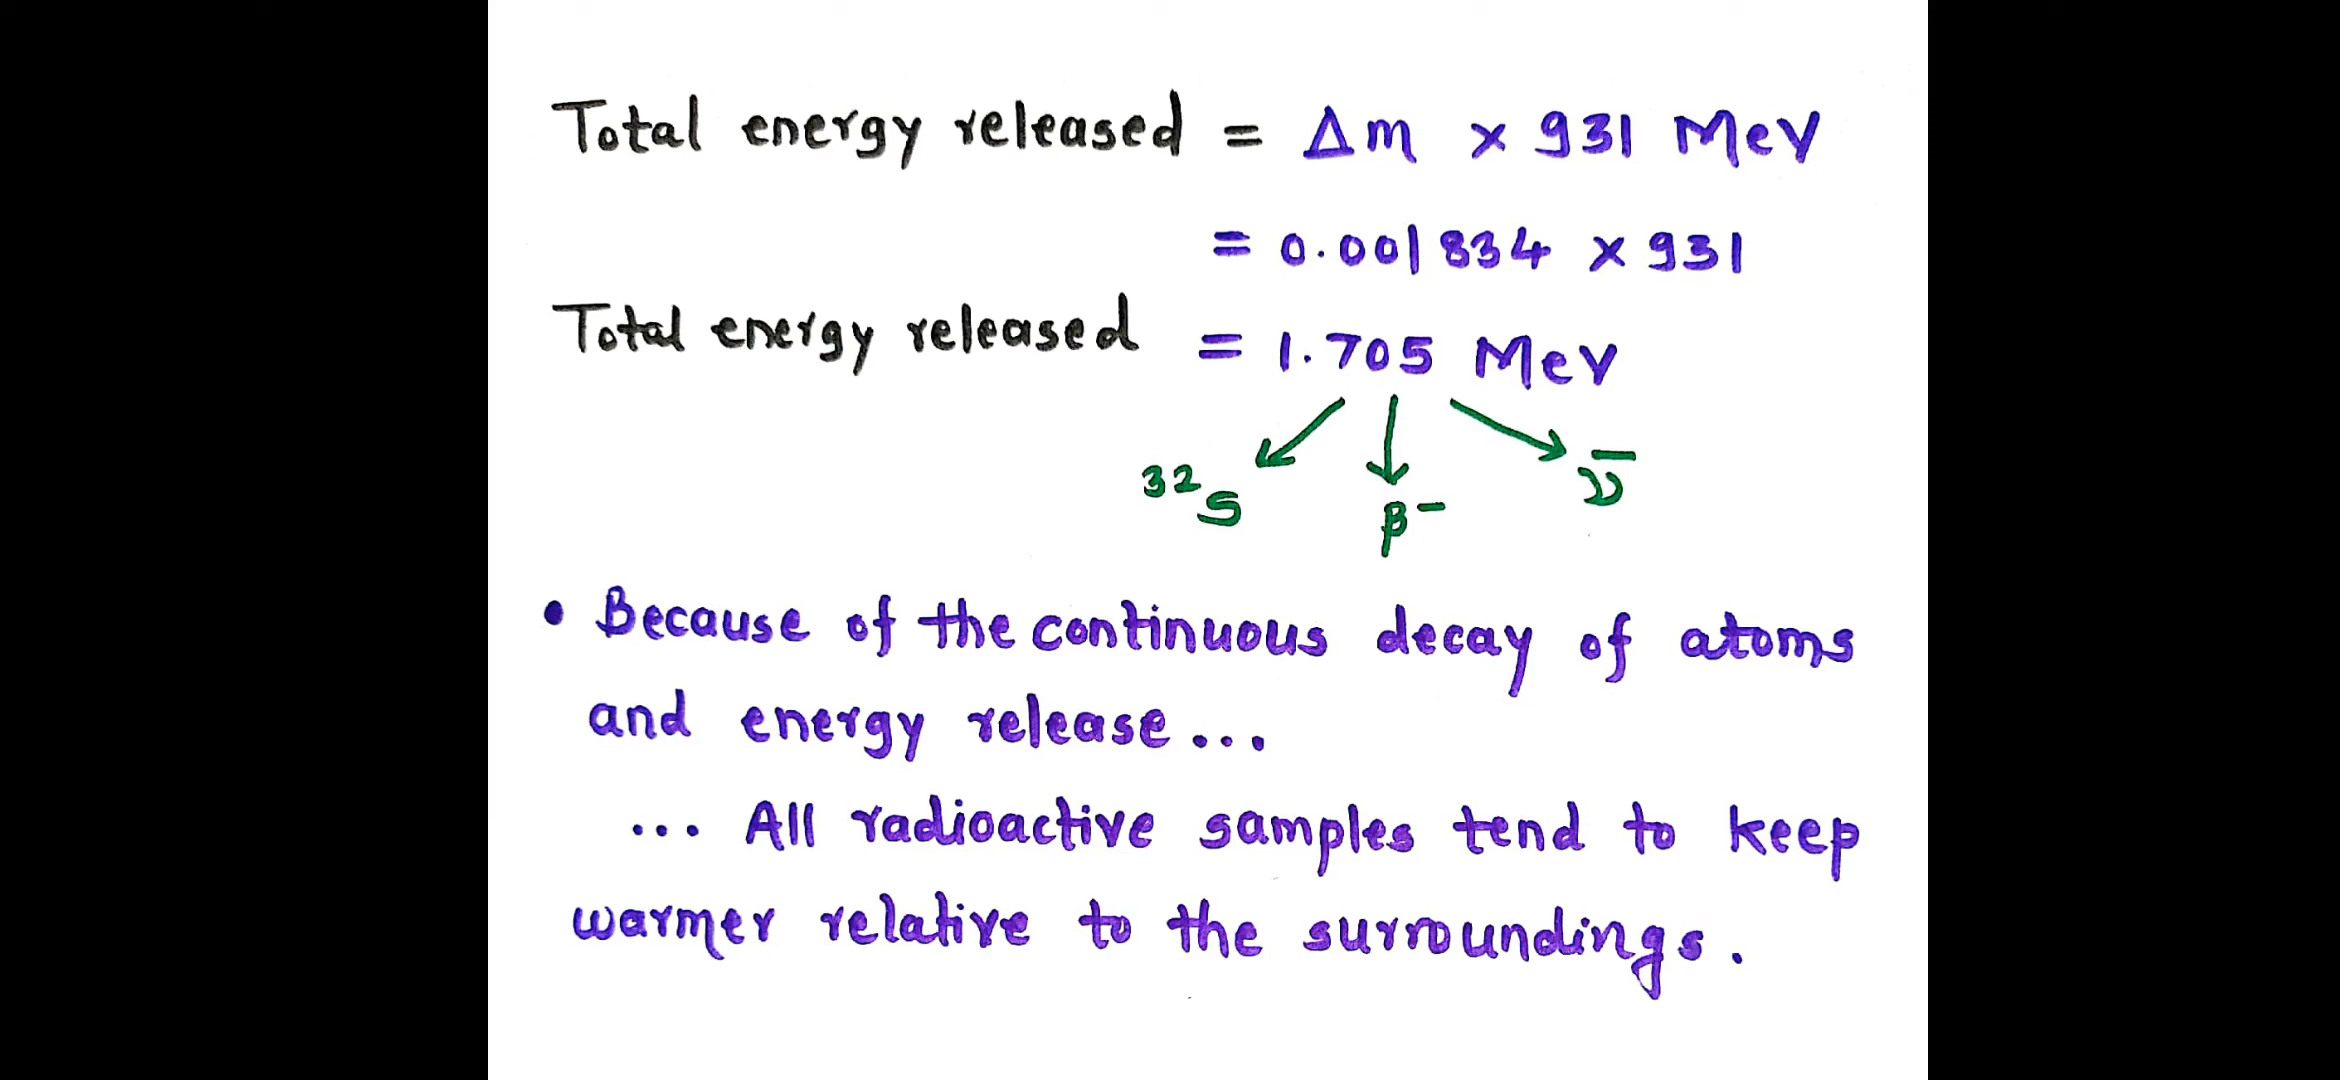 Total energy released = Δm × 931 MeV
= 0.001834 × 931
Total energy released = 1.705 MeV
³²S β⁻ ν̅
• Because of the continuous decay of atoms
and energy release...
... All radioactive samples tend to keep
warmer relative to the surroundings.